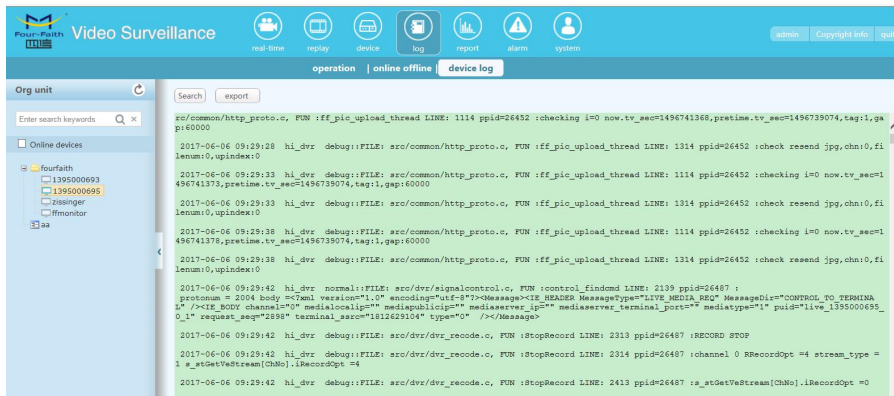 Four-Faith
四信
Video Surveillance
real-time replay device log report alarm system
admin Copyright info quit
operation | online offline | device log
Org unit
Enter search keywords
Online devices
fourfaith
1395000693
1395000695
zissinger
ffmonitor
aa
Search export
rc/common/http_proto.c, FUN :ff_pic_upload_thread LINE: 1114 ppid=26452 :checking i=0 now.tv_sec=1496741368,pretime.tv_sec=1496739074,tag:1,ga
p:60000
2017-06-06 09:29:28 hi_dvr debug::FILE: src/common/http_proto.c, FUN :ff_pic_upload_thread LINE: 1314 ppid=26452 :check resend jpg,chn:0,fi
lenum:0,upindex:0
2017-06-06 09:29:33 hi_dvr debug::FILE: src/common/http_proto.c, FUN :ff_pic_upload_thread LINE: 1114 ppid=26452 :checking i=0 now.tv_sec=1
496741373,pretime.tv_sec=1496739074,tag:1,gap:60000
2017-06-06 09:29:33 hi_dvr debug::FILE: src/common/http_proto.c, FUN :ff_pic_upload_thread LINE: 1314 ppid=26452 :check resend jpg,chn:0,fi
lenum:0,upindex:0
2017-06-06 09:29:38 hi_dvr debug::FILE: src/common/http_proto.c, FUN :ff_pic_upload_thread LINE: 1114 ppid=26452 :checking i=0 now.tv_sec=1
496741378,pretime.tv_sec=1496739074,tag:1,gap:60000
2017-06-06 09:29:38 hi_dvr debug::FILE: src/common/http_proto.c, FUN :ff_pic_upload_thread LINE: 1314 ppid=26452 :check resend jpg,chn:0,fi
lenum:0,upindex:0
2017-06-06 09:29:42 hi_dvr normal::FILE: src/dvr/signalcontrol.c, FUN :control_findcmd LINE: 2139 ppid=26487 :
protonum = 2004 body =<?xml version="1.0" encoding="utf-8"?><Message><IE_HEADER MessageType="LIVE_MEDIA_REQ" MessageDir="CONTROL_TO_TERMINA
L" /><IE_BODY channel="0" medialocalip="" mediapublicip="" mediaserver_ip="" mediaserver_terminal_port="" mediatype="1" puid="live_1395000695_
0_1" request_seq="2898" terminal_ssrc="1812629104" type="0" /></Message>
2017-06-06 09:29:42 hi_dvr debug::FILE: src/dvr/dvr_recode.c, FUN :StopRecord LINE: 2313 ppid=26487 :RECORD STOP
2017-06-06 09:29:42 hi_dvr debug::FILE: src/dvr/dvr_recode.c, FUN :StopRecord LINE: 2314 ppid=26487 :channel 0 RRecordOpt =4 stream_type =
1 s_stGetVeStream[ChNo].iRecordOpt =4
2017-06-06 09:29:42 hi_dvr debug::FILE: src/dvr/dvr_recode.c, FUN :StopRecord LINE: 2413 ppid=26487 :s_stGetVeStream[ChNo].iRecordOpt =0